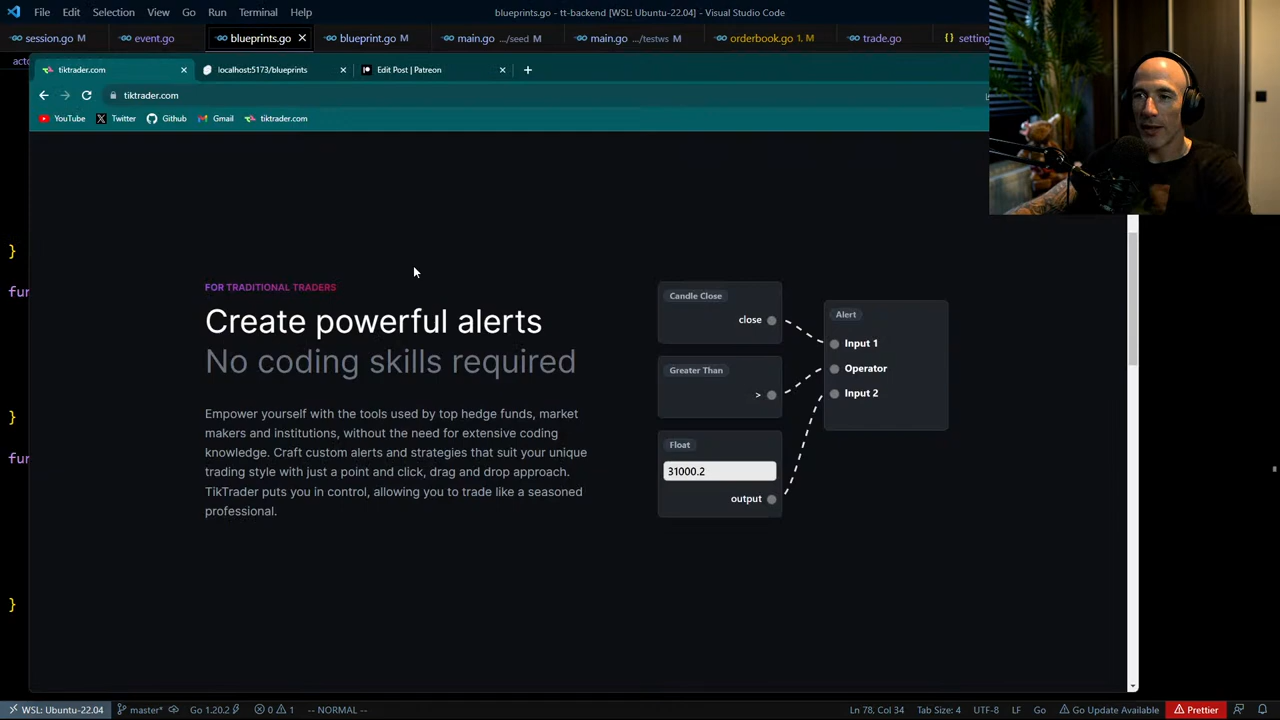 File Edit Selection View Go Run Terminal Help
blueprints.go - tt-backend [WSL: Ubuntu-22.04] - Visual Studio Code
session.go M event.go blueprints.go blueprint.go M main.go .../seed M main.go .../testws M orderbook.go 1, M trade.go {} setting
tiktrader.com localhost:5173/blueprints Edit Post | Patreon
tiktrader.com
YouTube Twitter Github Gmail tiktrader.com
}
fun
}
fun
}
FOR TRADITIONAL TRADERS
Create powerful alerts
No coding skills required
Empower yourself with the tools used by top hedge funds, market
makers and institutions, without the need for extensive coding
knowledge. Craft custom alerts and strategies that suit your unique
trading style with just a point and click, drag and drop approach.
TikTrader puts you in control, allowing you to trade like a seasoned
professional.
Candle Close
close
Greater Than
>
Float
31000.2
output
Alert
Input 1
Operator
Input 2
WSL: Ubuntu-22.04 master* Go 1.20.2 0 1 -- NORMAL -- Ln 78, Col 34 Tab Size: 4 UTF-8 LF Go Go Update Available Prettier